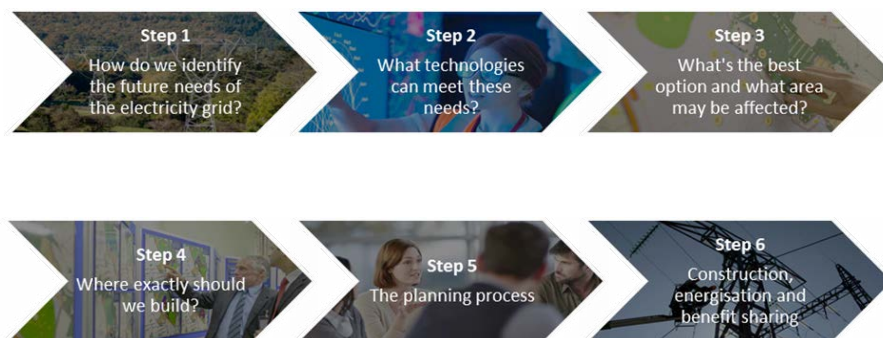 Step 1
How do we identify
the future needs of
the electricity grid?
Step 2
What technologies
can meet these
needs?
Step 3
What's the best
option and what area
may be affected?
Step 4
Where exactly should
we build?
Step 5
The planning process
Step 6
Construction,
energisation and
benefit sharing